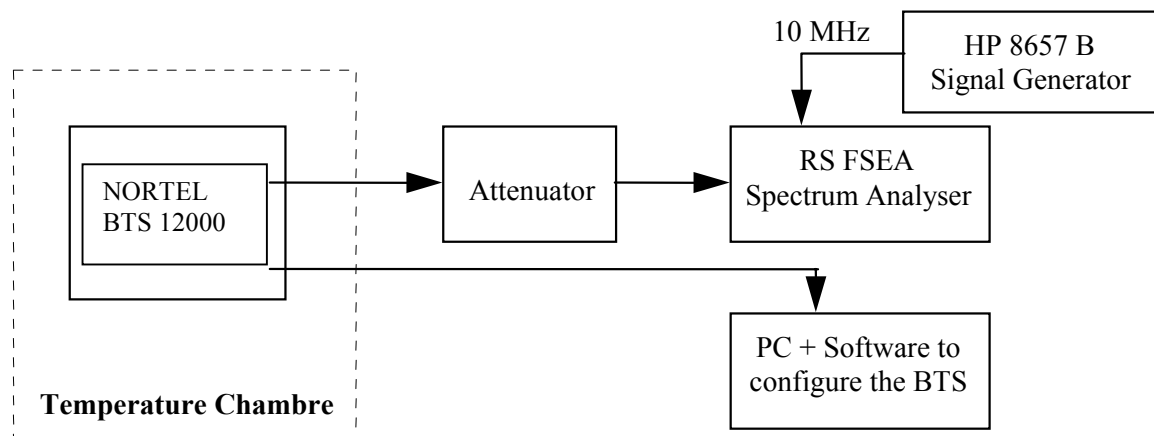 10 MHz
HP 8657 B
Signal Generator
NORTEL
BTS 12000
Attenuator
RS FSEA
Spectrum Analyser
PC + Software to
configure the BTS
Temperature Chambre